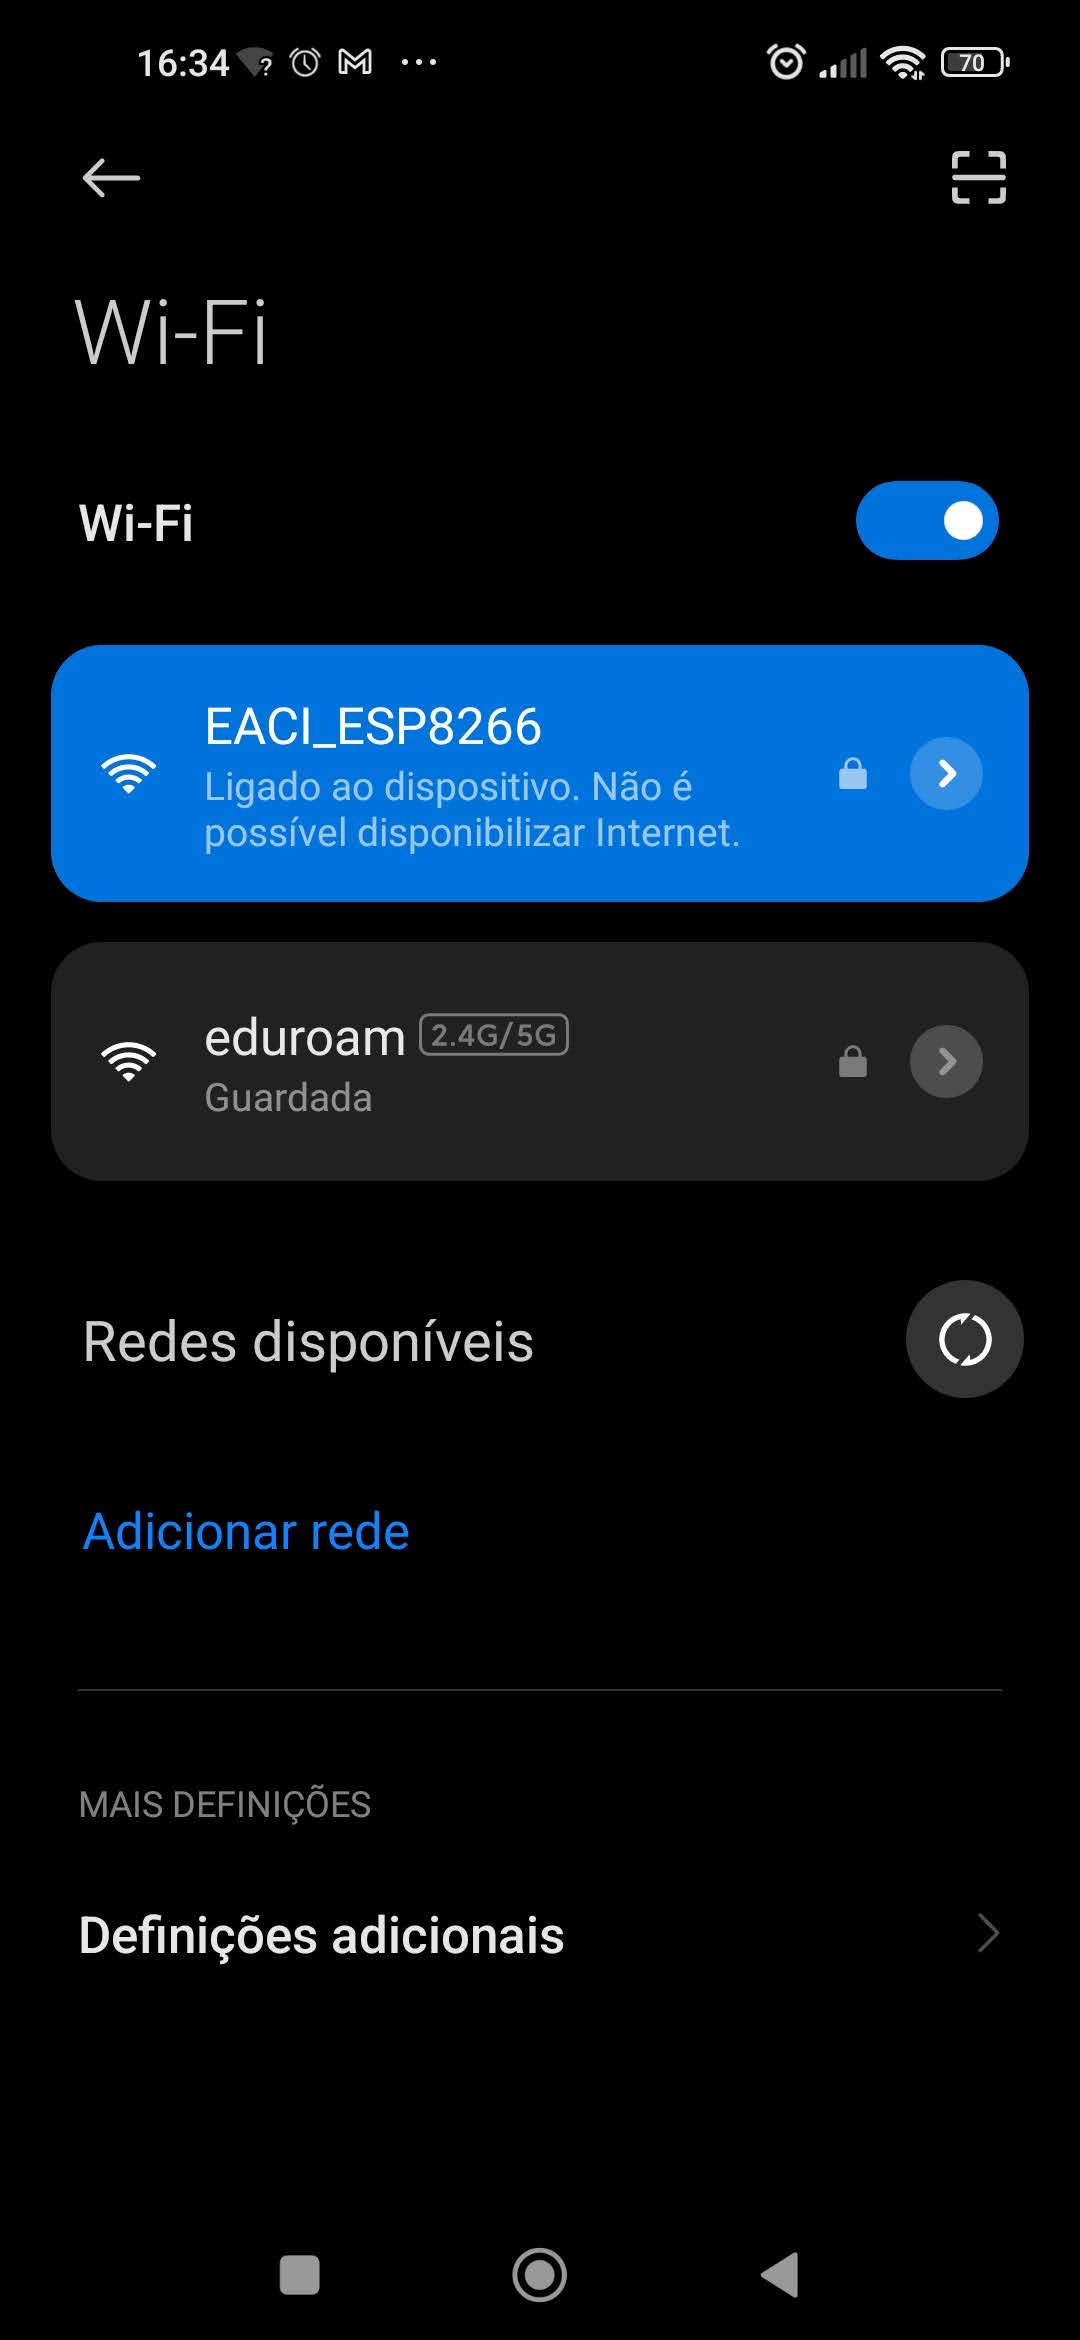 16:34
70
Wi-Fi
Wi-Fi
EACI_ESP8266
Ligado ao dispositivo. Não é
possível disponibilizar Internet.
eduroam 2.4G/5G
Guardada
Redes disponíveis
Adicionar rede
MAIS DEFINIÇÕES
Definições adicionais